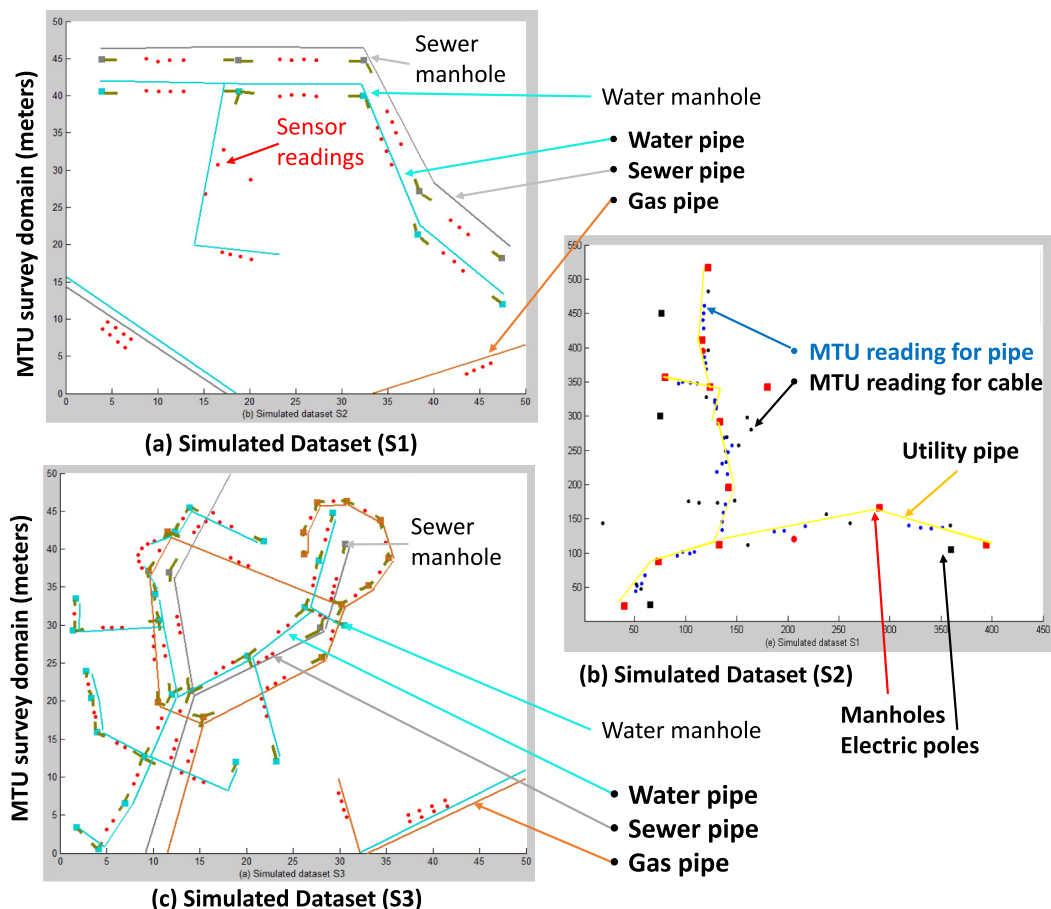 MTU survey domain (meters)
50
45
40
35
30
25
20
15
10
5
0
0 5 10 15 20 25 30 35 40 45 50
(b) Simulated dataset S2
Sewer
manhole
Water manhole
Sensor
readings
• Water pipe
• Sewer pipe
• Gas pipe
(a) Simulated Dataset (S1)
550
500
450
400
350
300
250
200
150
100
50
50 100 150 200 250 300 350 400 450
(e) Simulated dataset S1
MTU reading for pipe
MTU reading for cable
Utility pipe
Manholes
Electric poles
(b) Simulated Dataset (S2)
MTU survey domain (meters)
50
45
40
35
30
25
20
15
10
5
0
0 5 10 15 20 25 30 35 40 45 50
(a) Simulated dataset S3
Sewer
manhole
Water manhole
• Water pipe
• Sewer pipe
• Gas pipe
(c) Simulated Dataset (S3)